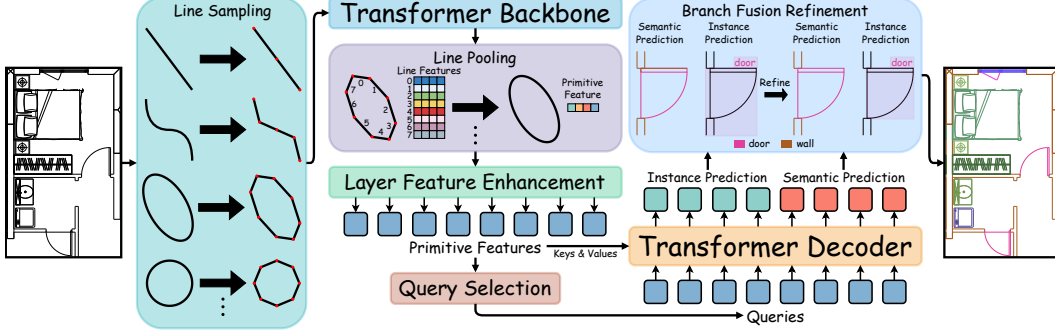 Line Sampling
Transformer Backbone
Line Pooling
Line Features
0
1
2
3
4
5
6
7
0
1
2
3
4
5
6
7
Primitive
Feature
Layer Feature Enhancement
Primitive Features
Keys & Values
Query Selection
Queries
Branch Fusion Refinement
Semantic
Prediction
Instance
Prediction
Semantic
Prediction
Instance
Prediction
door
Refine
door
door
wall
Instance Prediction
Semantic Prediction
Transformer Decoder